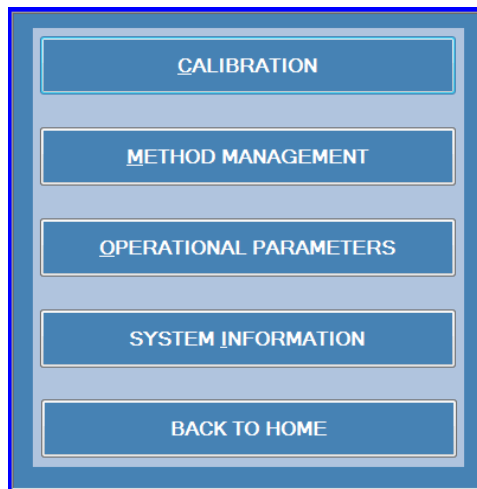 CALIBRATION
METHOD MANAGEMENT
OPERATIONAL PARAMETERS
SYSTEM INFORMATION
BACK TO HOME